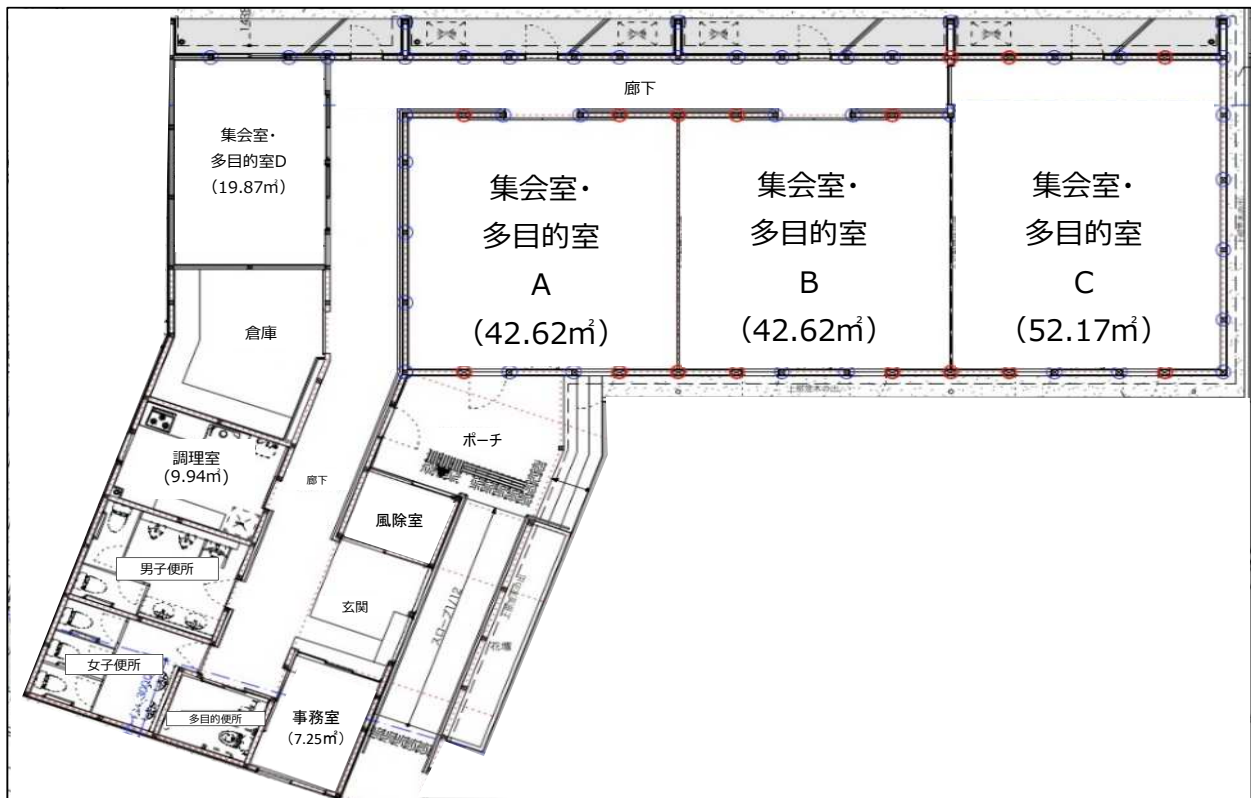 廊下
集会室・
多目的室D
（19.87㎡）
集会室・
多目的室
A
（42.62㎡）
集会室・
多目的室
B
（42.62㎡）
集会室・
多目的室
C
（52.17㎡）
倉庫
調理室
（9.94㎡）
廊下
ポーチ
風除室
男子便所
玄関
スロープ1/12
花壇
女子便所
多目的便所
事務室
（7.25㎡）